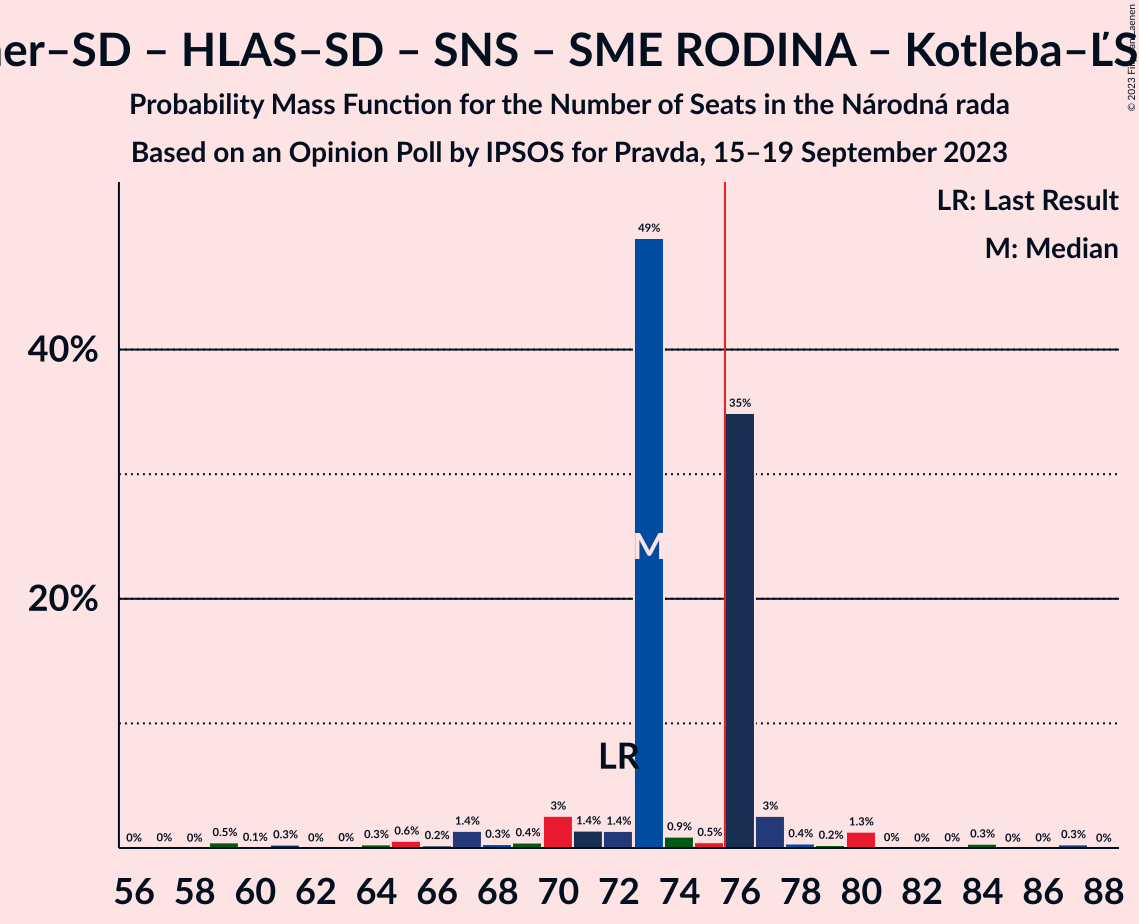 er–SD – HLAS–SD – SNS – SME RODINA – Kotleba–ĽS
Probability Mass Function for the Number of Seats in the Národná rada
Based on an Opinion Poll by IPSOS for Pravda, 15–19 September 2023
© 2023
LR: Last Result
M: Median
40%
20%
49%
35%
M
LR
0% 0% 0% 0.5% 0.1% 0.3% 0% 0% 0.3% 0.6% 0.2% 1.4% 0.3% 0.4% 3% 1.4% 1.4% 0.9% 0.5% 3% 0.4% 0.2% 1.3% 0% 0% 0% 0.3% 0% 0% 0.3% 0%
56 58 60 62 64 66 68 70 72 74 76 78 80 82 84 86 88